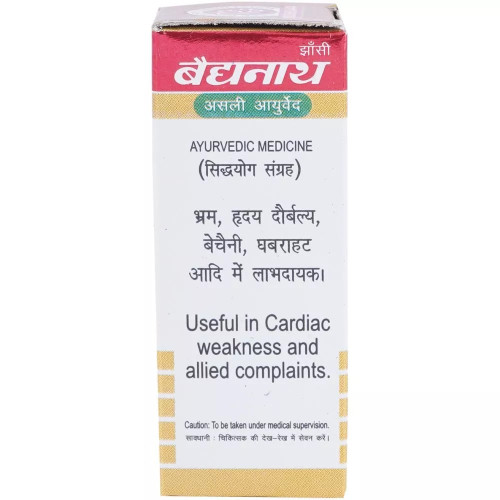 झाँसी
बैद्यनाथ
असली आयुर्वेद
AYURVEDIC MEDICINE
(सिद्धयोग संग्रह)
भ्रम, हृदय दौर्बल्य,
बेचैनी, घबराहट
आदि में लाभदायक।
Useful in Cardiac
weakness and
allied complaints.
Caution: To be taken under medical supervision.
सावधानी : चिकित्सक की देख-रेख में सेवन करें।